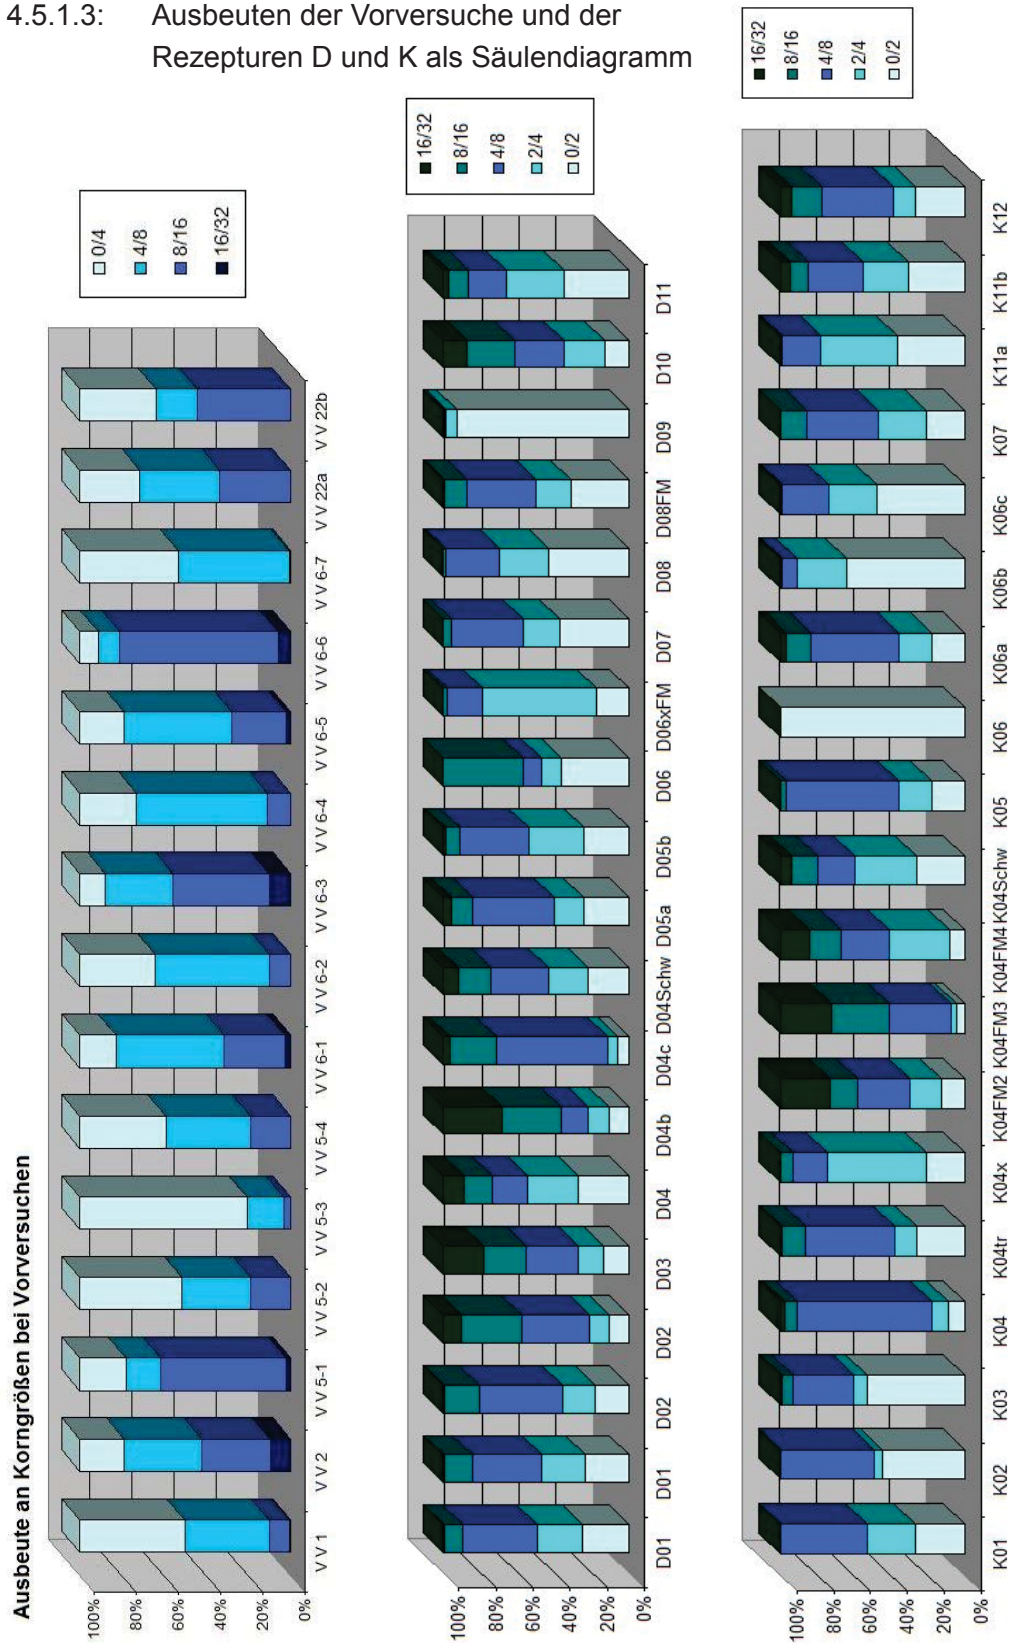 4.5.1.3: Ausbeuten der Vorversuche und der
Rezepturen D und K als Säulendiagramm
Ausbeute an Korngrößen bei Vorversuchen
100%
80%
60%
40%
20%
0%
V V 1
V V 2
V V 5-1
V V 5-2
V V 5-3
V V 5-4
V V 6-1
V V 6-2
V V 6-3
V V 6-4
V V 6-5
V V 6-6
V V 6-7
V V 22a
V V 22b
0/4
4/8
8/16
16/32
100%
80%
60%
40%
20%
0%
D01
D01
D02
D02
D03
D04
D04b
D04c
D04Schw
D05a
D05b
D06
D06xFM
D07
D08
D08FM
D09
D10
D11
16/32
8/16
4/8
2/4
0/2
100%
80%
60%
40%
20%
0%
K01
K02
K03
K04
K04tr
K04x
K04FM2
K04FM3
K04FM4
K04Schw
K05
K06
K06a
K06b
K06c
K07
K11a
K11b
K12
16/32
8/16
4/8
2/4
0/2